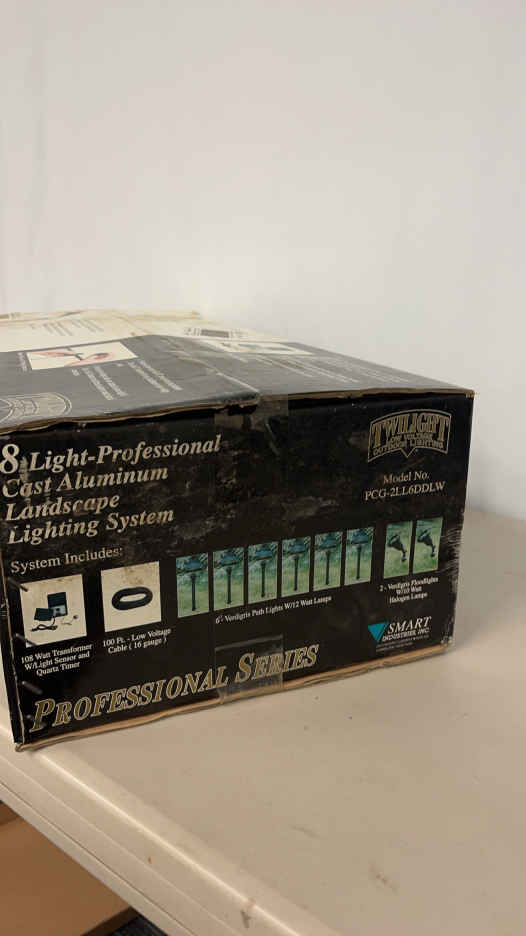 8 Light-Professional
Cast Aluminum
Landscape
Lighting System
System Includes:
108 Watt Transformer
W/Light Sensor and
Quartz Timer
100 Ft. - Low Voltage
Cable ( 16 gauge )
6 - Verdigris Path Lights W/12 Watt Lamps
TWILIGHT
LOW VOLTAGE
OUTDOOR LIGHTING
Model No.
PCG-2LL6DDLW
2 - Verdigris Floodlights
W/10 Watt
Halogen Lamps
SMART
INDUSTRIES INC.
PROFESSIONAL SERIES